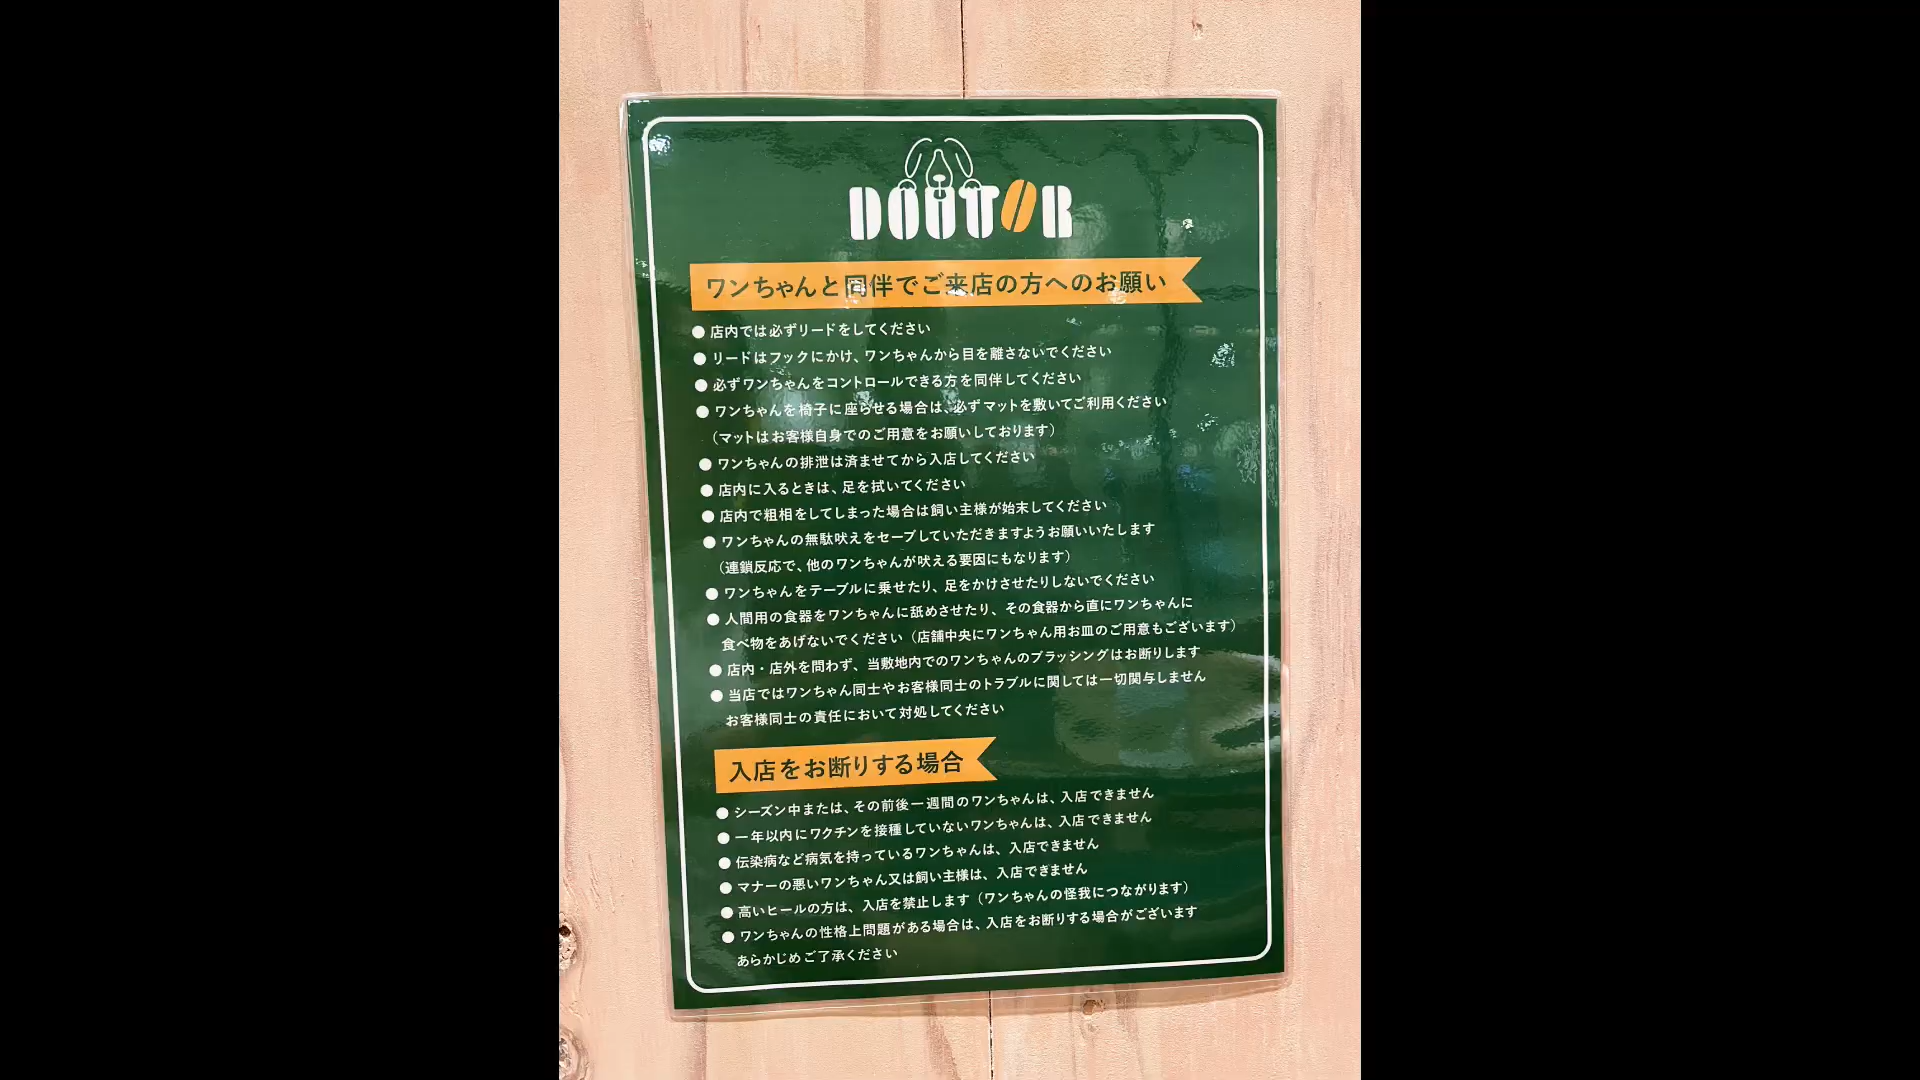 DOUTOR
ワンちゃんと同伴でご来店の方へのお願い
● 店内では必ずリードをしてください
● リードはフックにかけ、ワンちゃんから目を離さないでください
● 必ずワンちゃんをコントロールできる方を同伴してください
● ワンちゃんを椅子に座らせる場合は、必ずマットを敷いてご利用ください
（マットはお客様自身でのご用意をお願いしております）
● ワンちゃんの排泄は済ませてから入店してください
● 店内に入るときは、足を拭いてください
● 店内で粗相をしてしまった場合は飼い主様が始末してください
● ワンちゃんの無駄吠えをセーブしていただきますようお願いいたします
（連鎖反応で、他のワンちゃんが吠える要因にもなります）
● ワンちゃんをテーブルに乗せたり、足をかけさせたりしないでください
● 人間用の食器をワンちゃんに舐めさせたり、その食器から直にワンちゃんに
食べ物をあげないでください（店舗中央にワンちゃん用お皿のご用意もございます）
● 店内・店外を問わず、当敷地内でのワンちゃんのブラッシングはお断りします
● 当店ではワンちゃん同士やお客様同士のトラブルに関しては一切関与しません
お客様同士の責任において対処してください
入店をお断りする場合
● シーズン中または、その前後一週間のワンちゃんは、入店できません
● 一年以内にワクチンを接種していないワンちゃんは、入店できません
● 伝染病など病気を持っているワンちゃんは、入店できません
● マナーの悪いワンちゃん又は飼い主様は、入店できません
● 高いヒールの方は、入店を禁止します（ワンちゃんの怪我につながります）
● ワンちゃんの性格上問題がある場合は、入店をお断りする場合がございます
あらかじめご了承ください